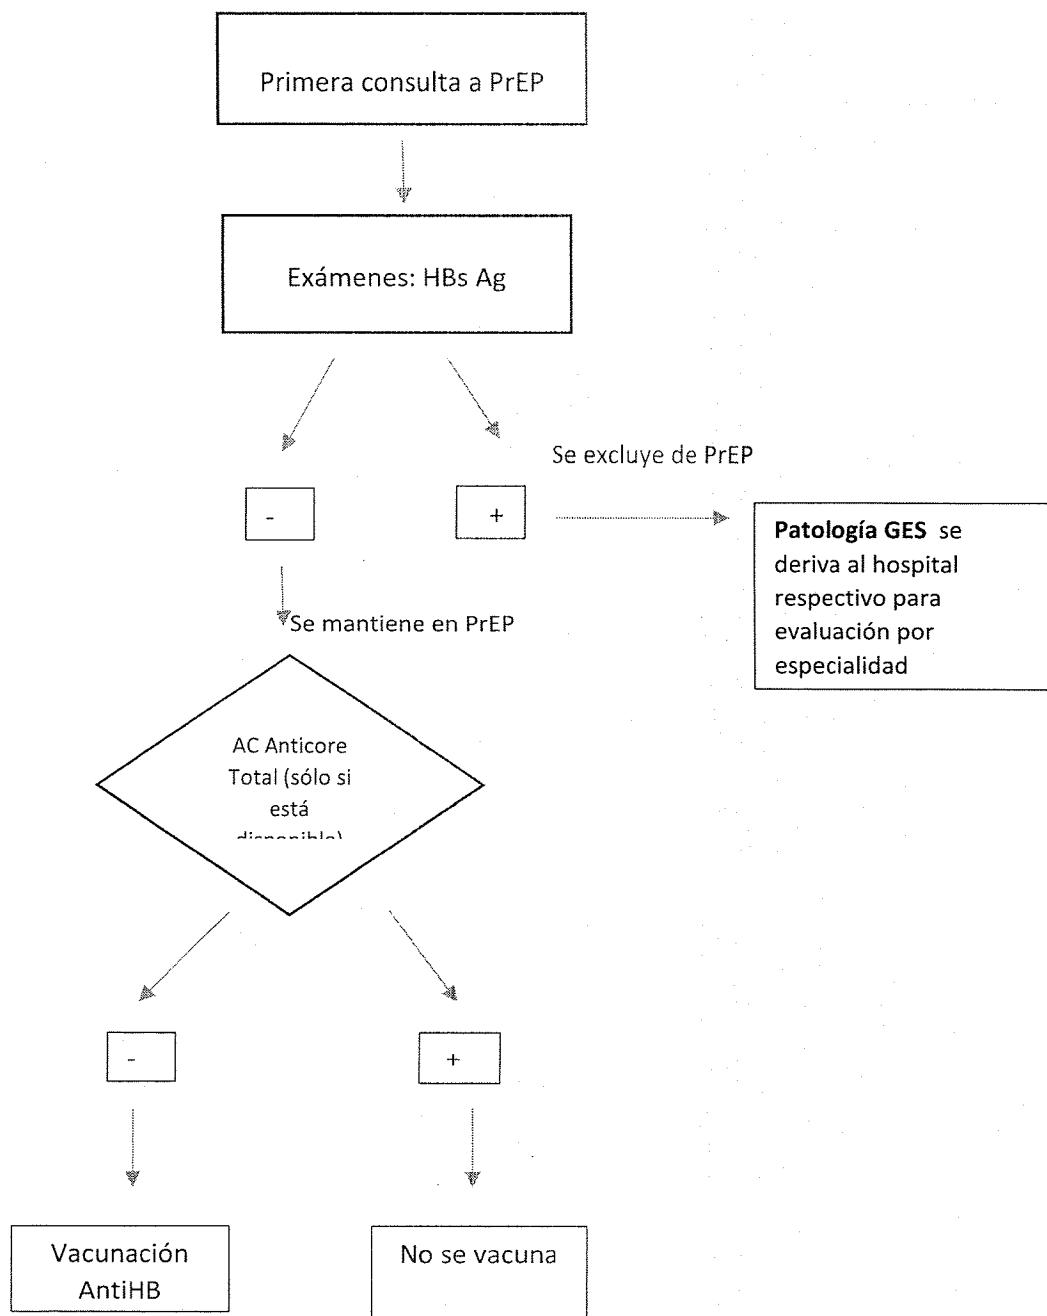 Primera consulta a PrEP
Exámenes: HBs Ag
Se excluye de PrEP
-
+
Patología GES se
deriva al hospital
respectivo para
evaluación por
especialidad
Se mantiene en PrEP
AC Anticore
Total (sólo si
está
disponible)
-
+
Vacunación
AntiHB
No se vacuna